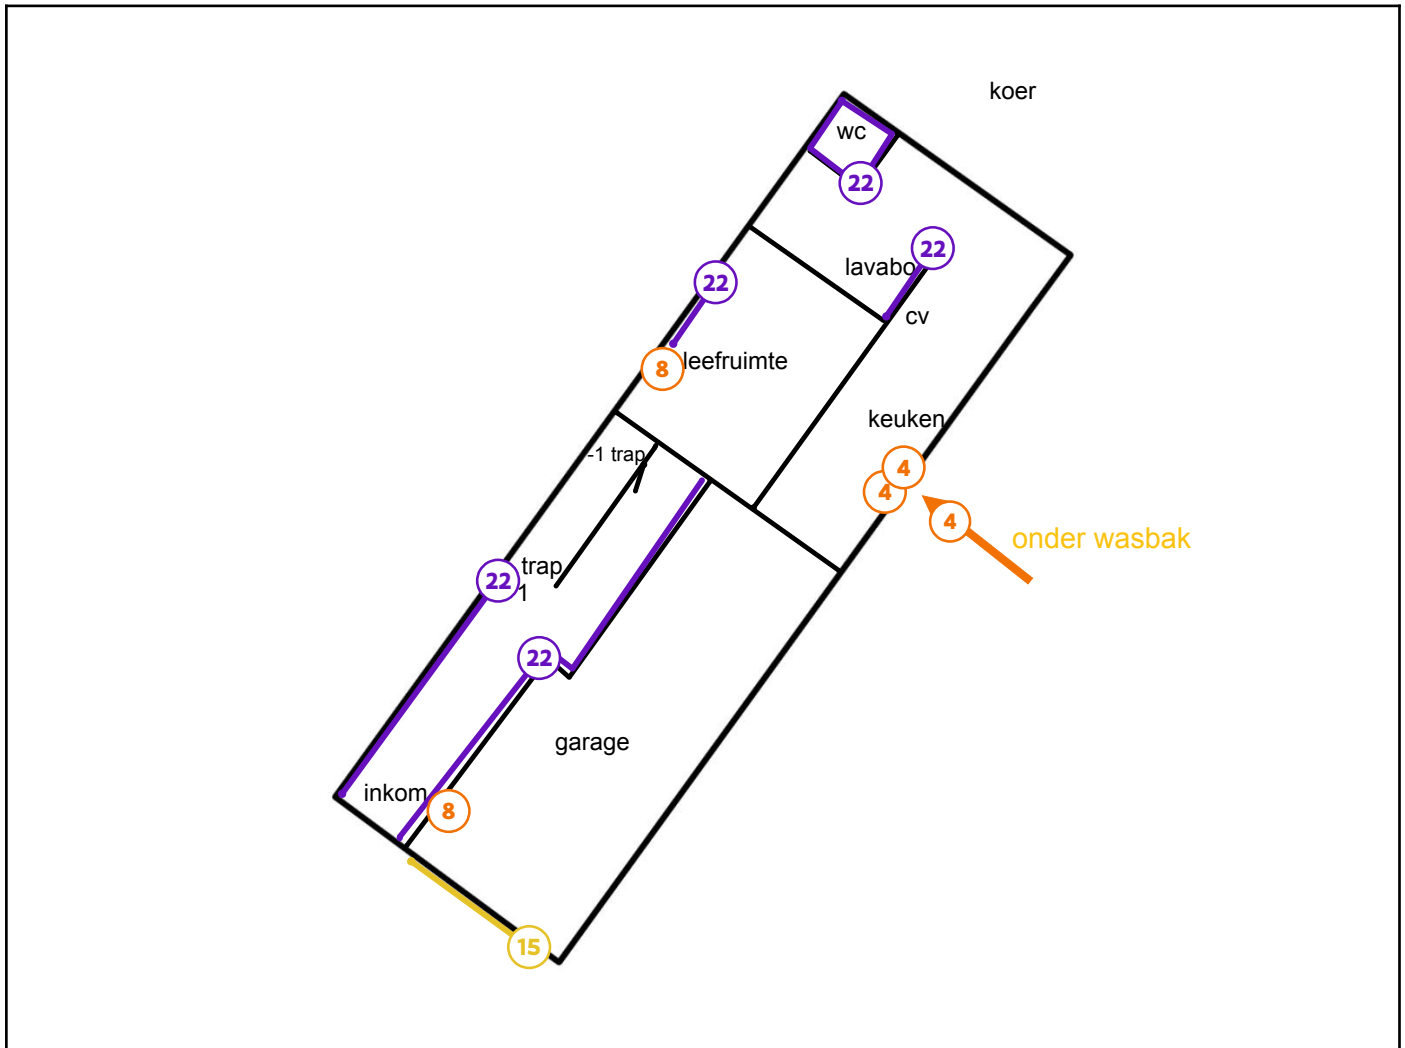 koer
wc
22
22
lavabo
22
cv
8
leefruimte
keuken
-1 trap
4
4
4
onder wasbak
22
trap
1
22
garage
inkom
8
15